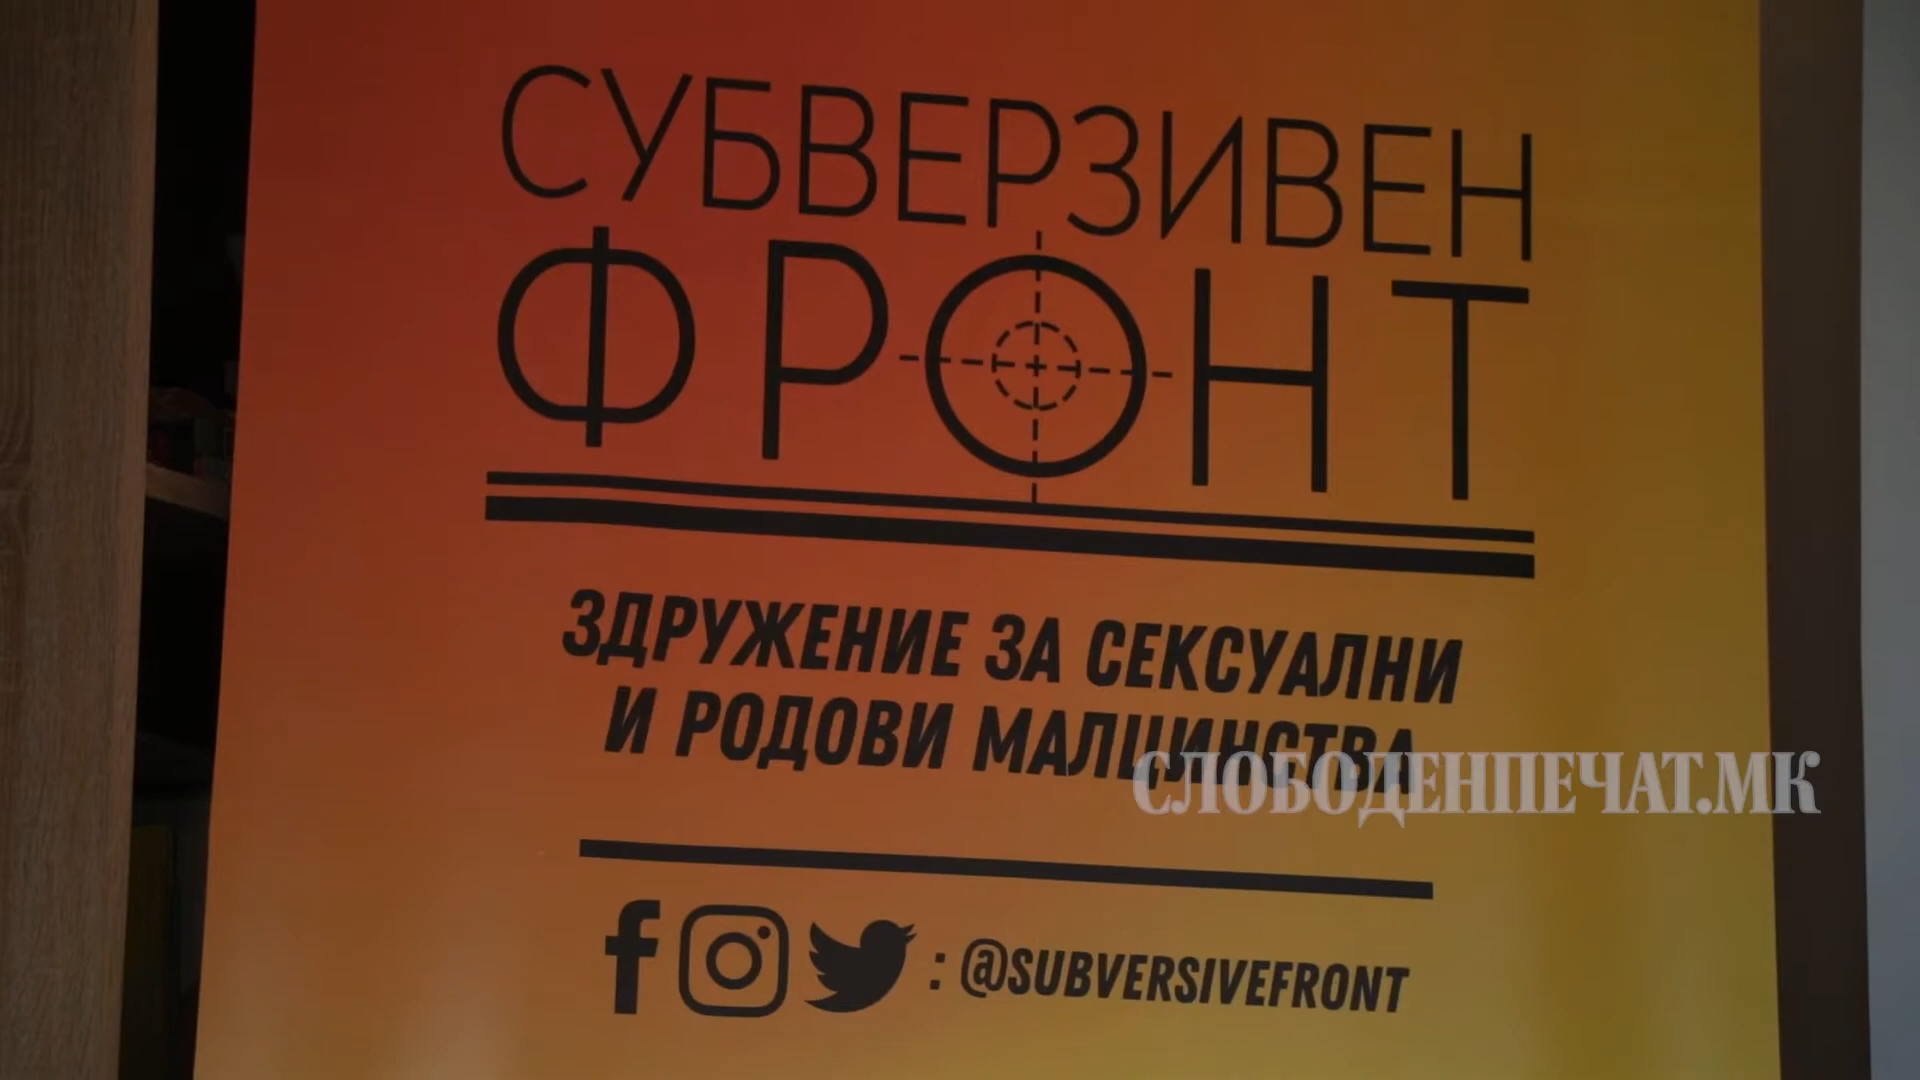 СУБВЕРЗИВЕН
ФРОНТ
ЗДРУЖЕНИЕ ЗА СЕКСУАЛНИ
И РОДОВИ МАЛЦИНСТВА
СЛОБОДЕНПЕЧАТ.МК
: @SUBVERSIVEFRONT